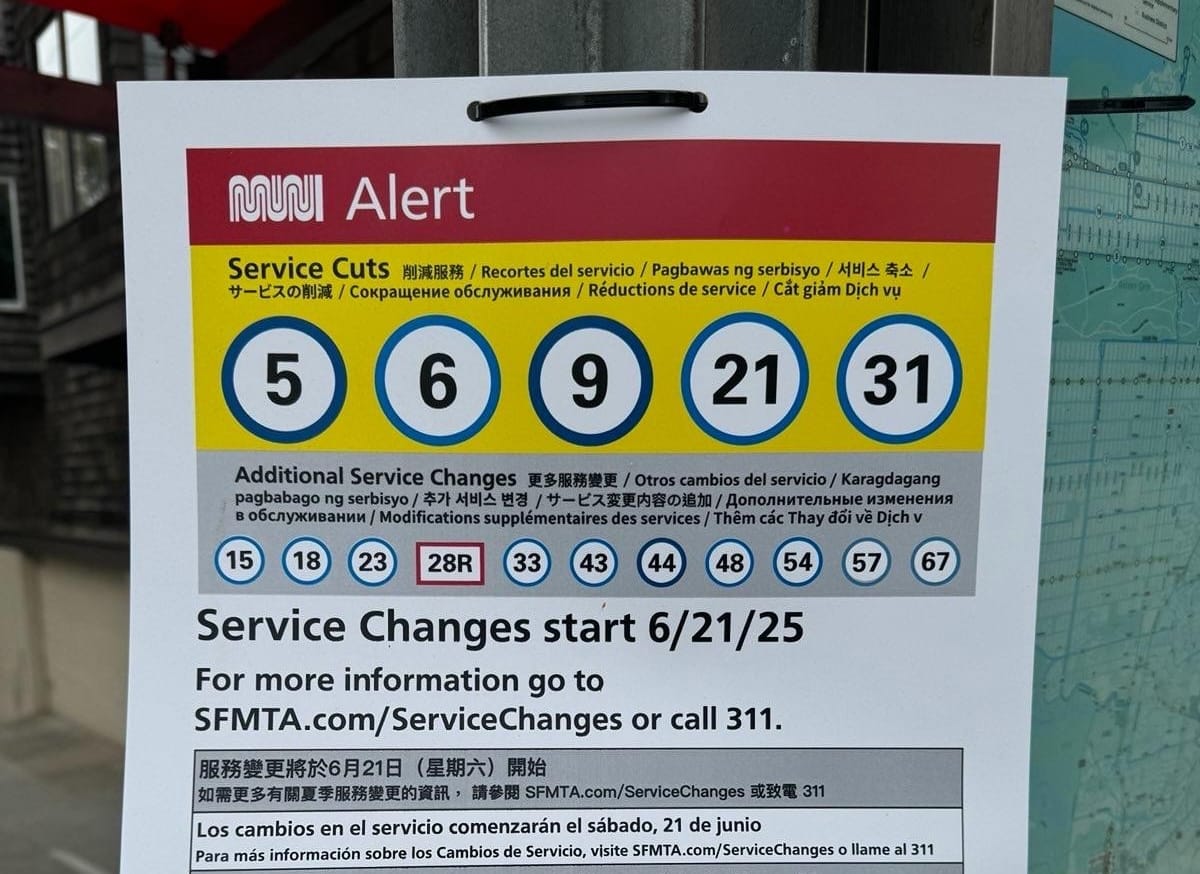 MUNI Alert
Service Cuts 削減服務 / Recortes del servicio / Pagbawas ng serbisyo / 서비스 축소 /
サービスの削減 / Сокращение обслуживания / Réductions de service / Cắt giảm Dịch vụ
5 6 9 21 31
Additional Service Changes 更多服務變更 / Otros cambios del servicio / Karagdagang
pagbabago ng serbisyo / 추가 서비스 변경 / サービス変更内容の追加 / Дополнительные изменения
в обслуживании / Modifications supplémentaires des services / Thêm các Thay đổi về Dịch v
15 18 23 28R 33 43 44 48 54 57 67
Service Changes start 6/21/25
For more information go to
SFMTA.com/ServiceChanges or call 311.
服務變更將於6月21日（星期六）開始
如需更多有關夏季服務變更的資訊， 請參閱 SFMTA.com/ServiceChanges 或致電 311
Los cambios en el servicio comenzarán el sábado, 21 de junio
Para más información sobre los Cambios de Servicio, visite SFMTA.com/ServiceChanges o llame al 311